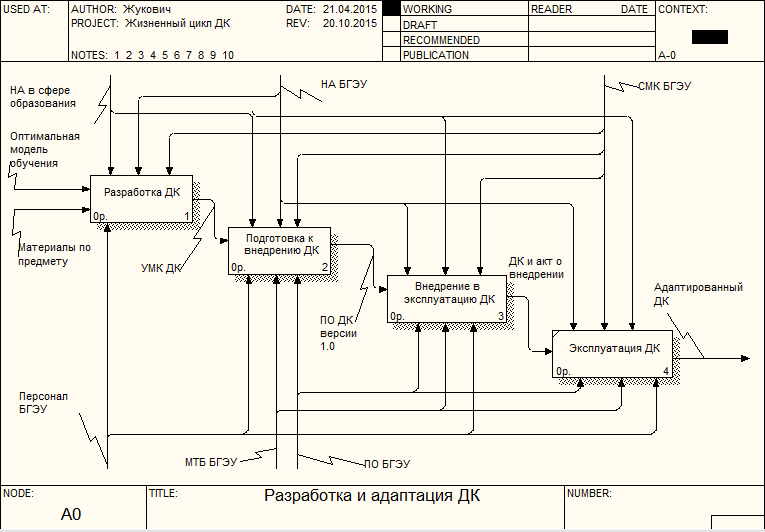 USED AT:
AUTHOR: Жукович
DATE: 21.04.2015
PROJECT: Жизненный цикл ДК
REV: 20.10.2015
NOTES: 1 2 3 4 5 6 7 8 9 10
WORKING
DRAFT
RECOMMENDED
PUBLICATION
READER DATE
CONTEXT:
A-0
НА в сфере
образования
НА БГЭУ
СМК БГЭУ
Оптимальная
модель
обучения
Разработка ДК
0р. 1
Материалы по
предмету
УМК ДК
Подготовка к
внедрению ДК
0р. 2
ПО ДК
версии
1.0
ДК и акт о
внедрении
Внедрение в
эксплуатацию ДК
0р. 3
Адаптированный
ДК
Эксплуатация ДК
0р. 4
Персонал
БГЭУ
МТБ БГЭУ
ПО БГЭУ
NODE:
A0
TITLE:
Разработка и адаптация ДК
NUMBER: